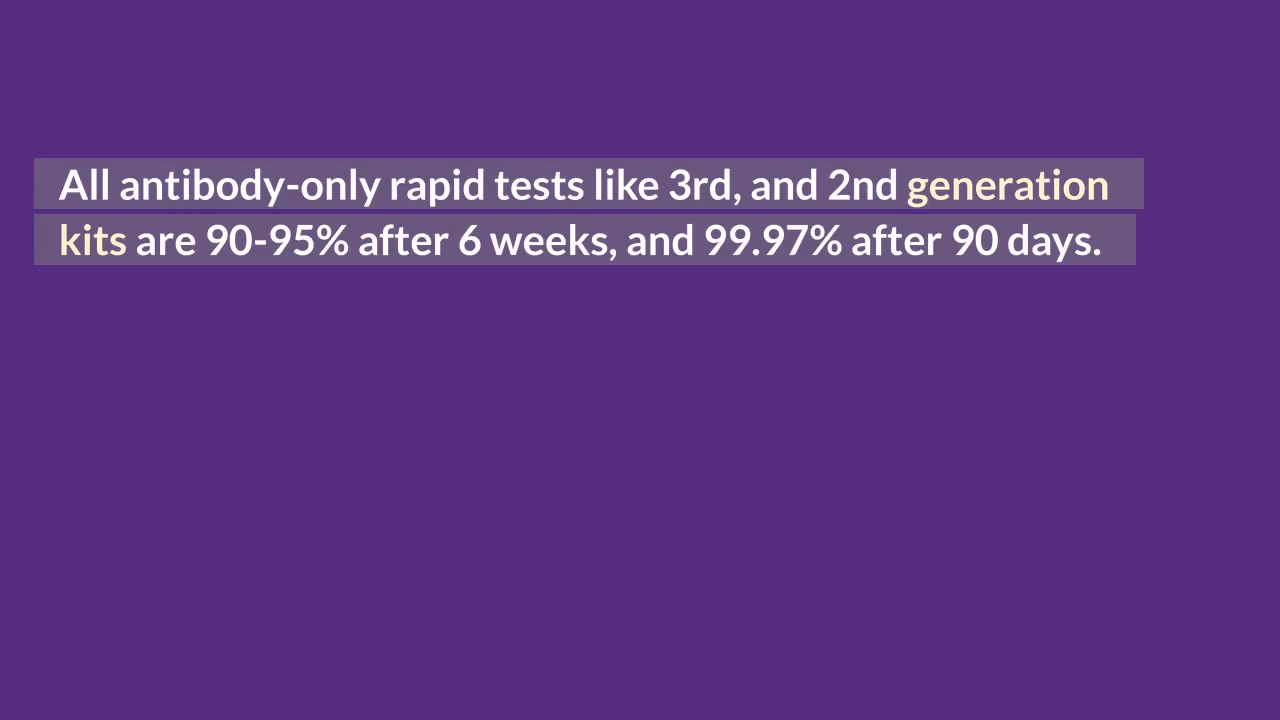 All antibody-only rapid tests like 3rd, and 2nd generation
kits are 90-95% after 6 weeks, and 99.97% after 90 days.